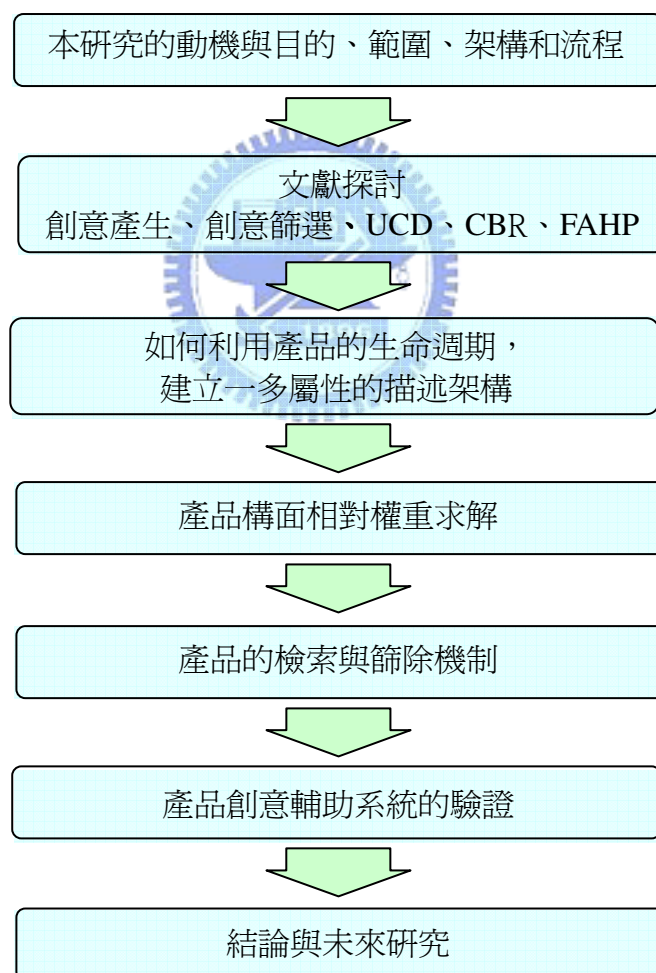 本研究的動機與目的、範圍、架構和流程
文獻探討
創意產生、創意篩選、UCD、CBR、FAHP
如何利用產品的生命週期，
建立一多屬性的描述架構
產品構面相對權重求解
產品的檢索與篩除機制
產品創意輔助系統的驗證
結論與未來研究